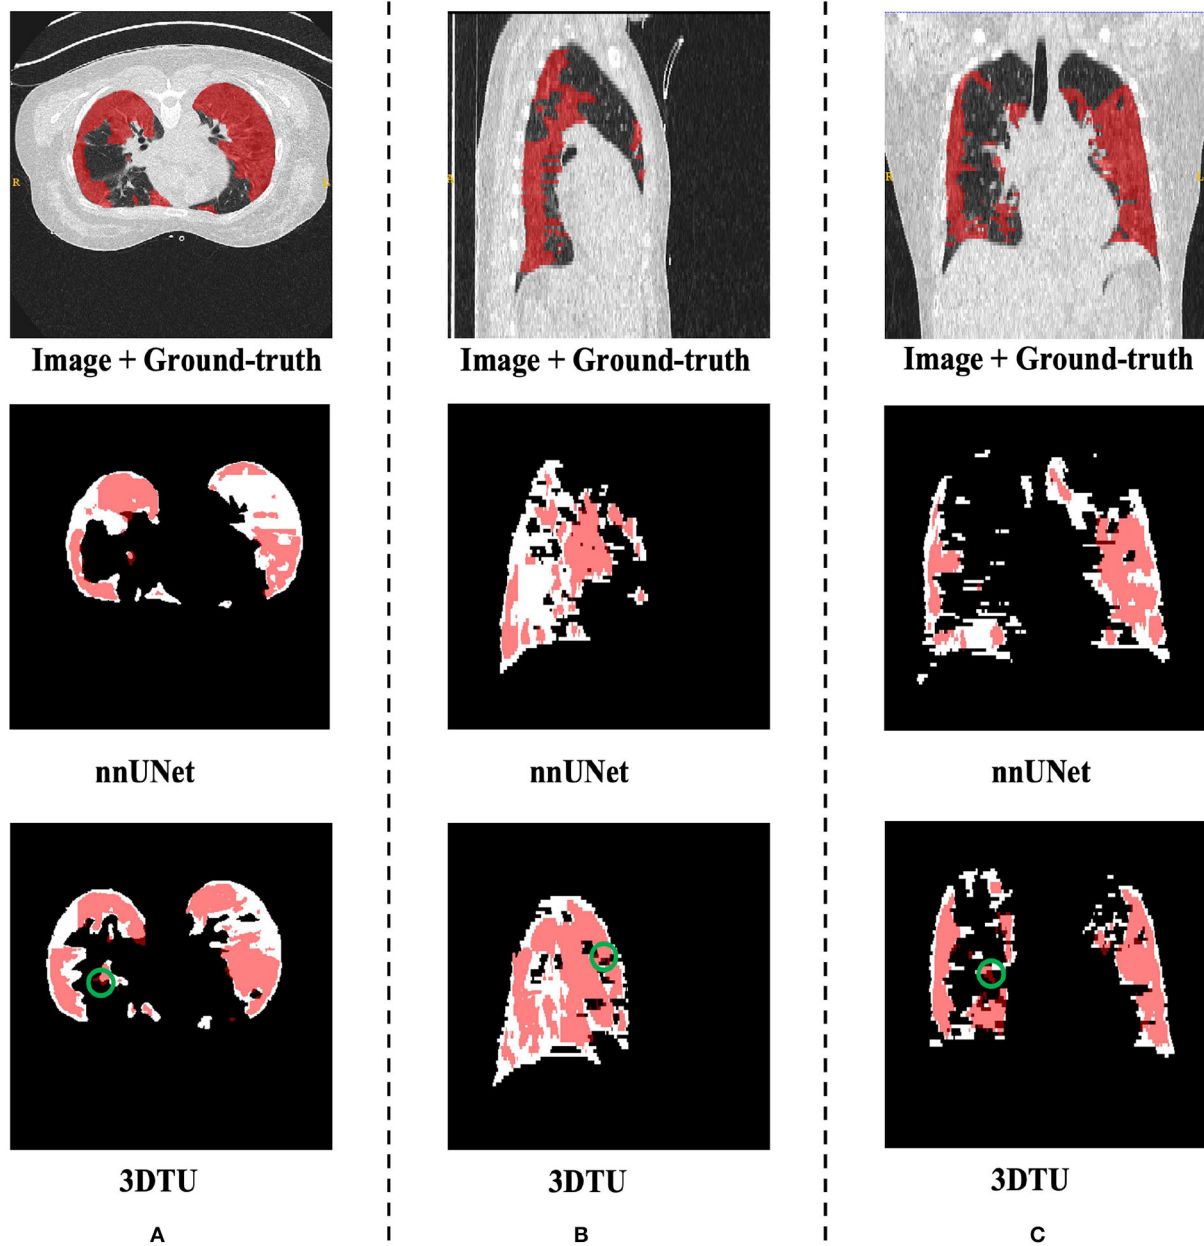 R
L
A
R
L
Image + Ground-truth
Image + Ground-truth
Image + Ground-truth
nnUNet
nnUNet
nnUNet
3DTU
3DTU
3DTU
A
B
C